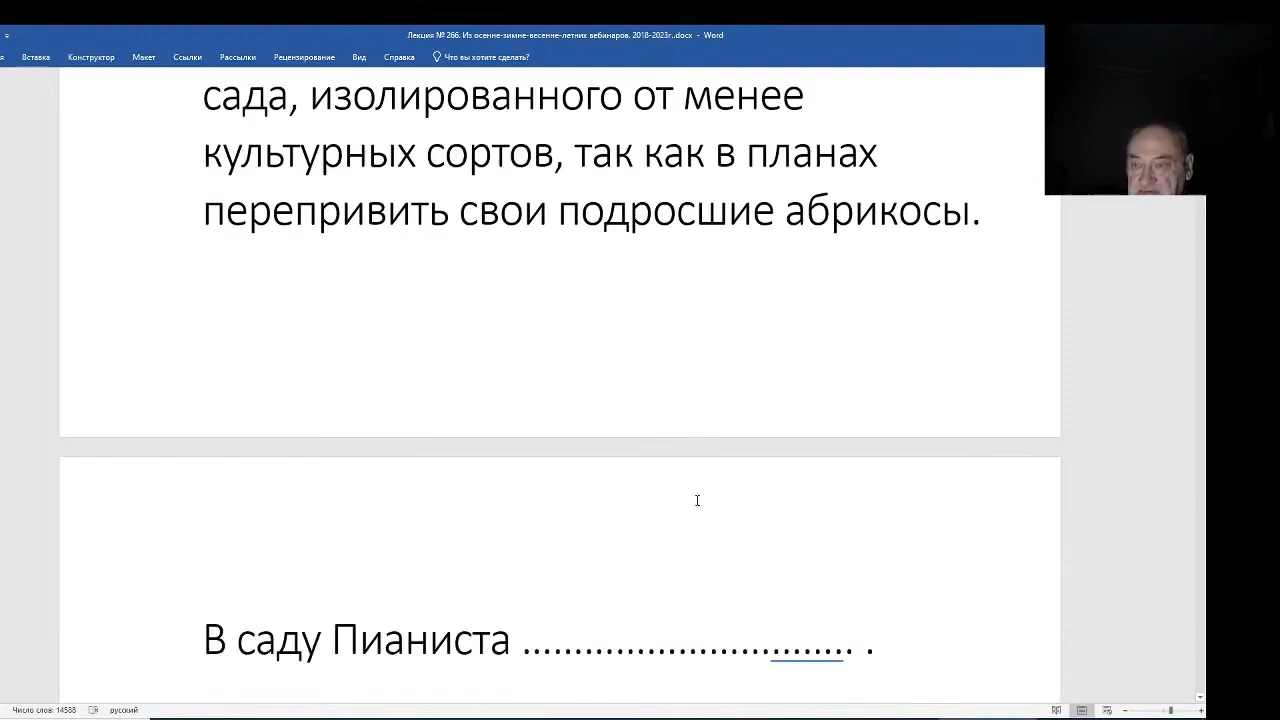 Лекция № 266. Из осенне-зимне-весенне-летних вебинаров. 2018-2023г..docx - Word
я Вставка Конструктор Макет Ссылки Рассылки Рецензирование Вид Справка Что вы хотите сделать?
сада, изолированного от менее
культурных сортов, так как в планах
перепривить свои подросшие абрикосы.
В саду Пианиста ................................ .
Число слов: 14588 русский